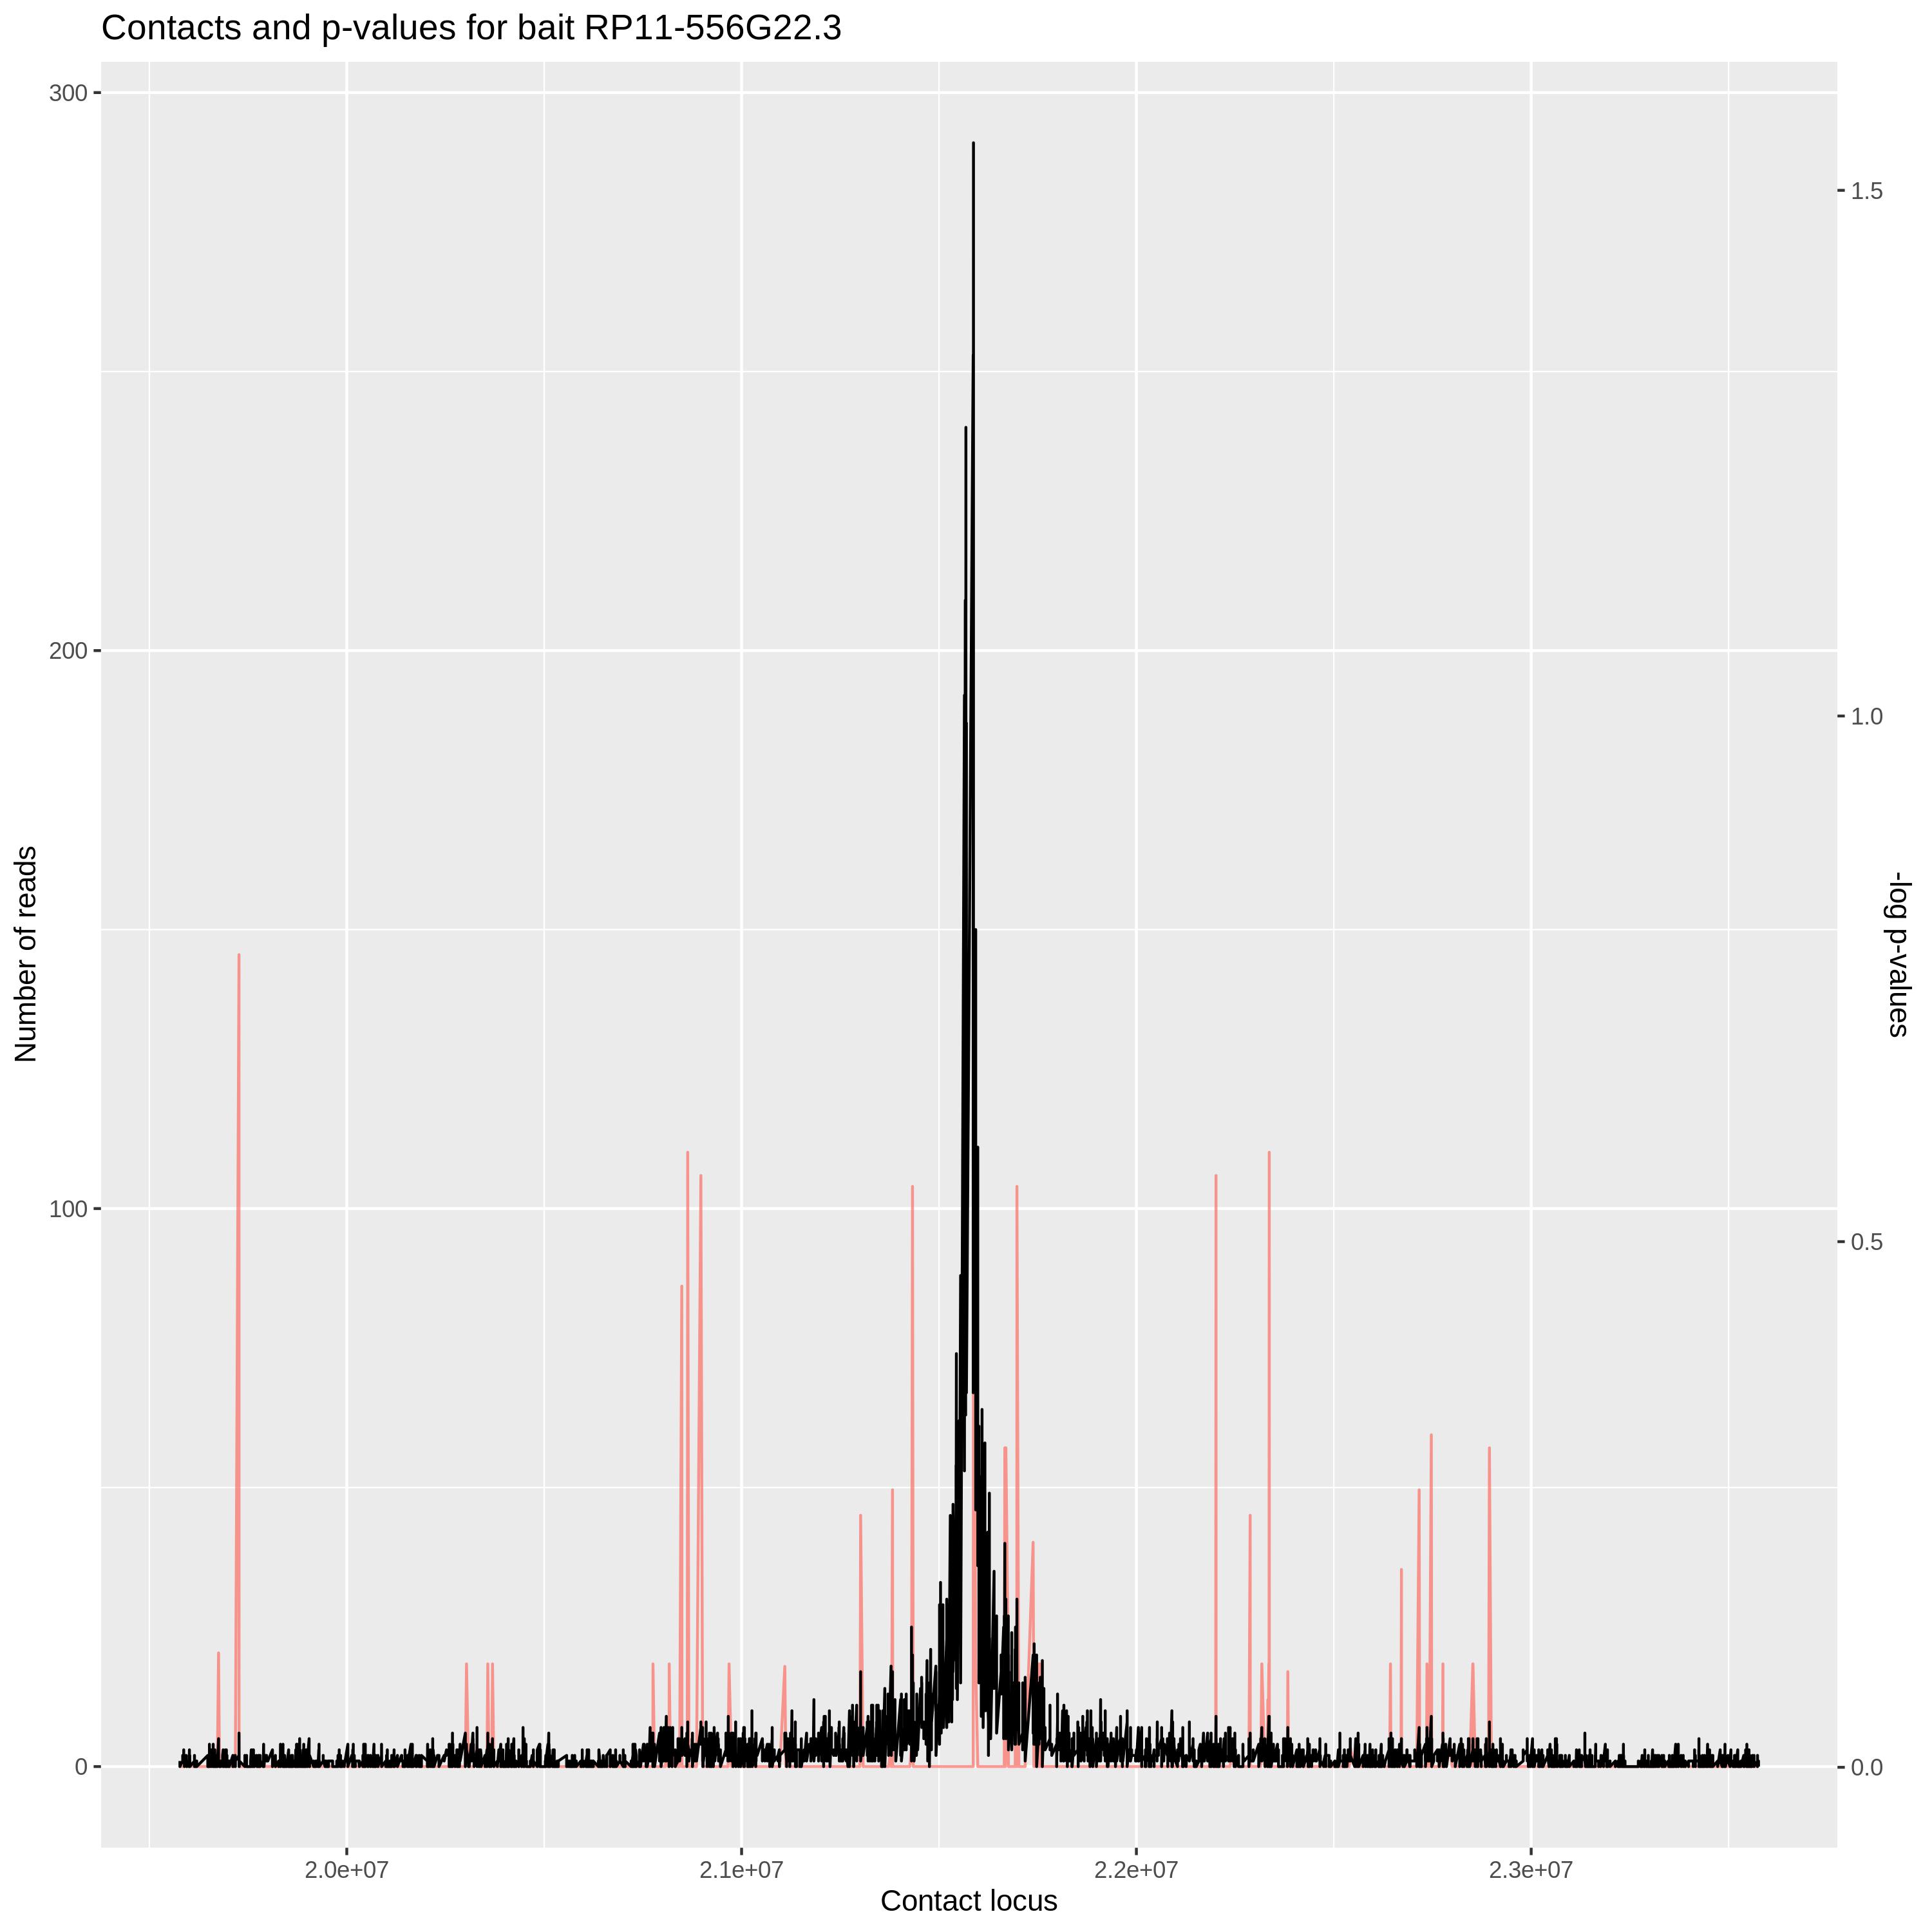 Contacts and p-values for bait RP11-556G22.3
300
200
100
0
Number of reads
1.5
1.0
0.5
0.0
-log p-values
2.0e+07
2.1e+07
2.2e+07
2.3e+07
Contact locus